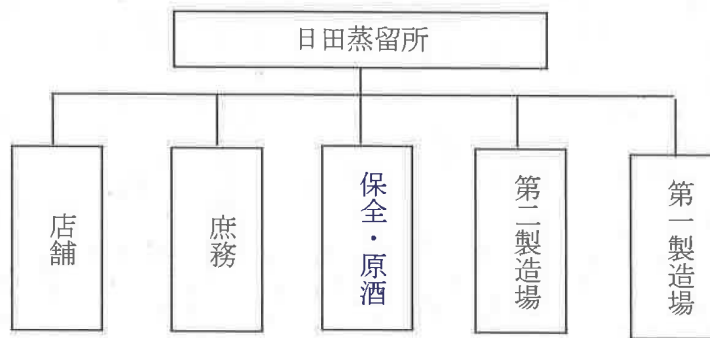 日田蒸留所
店舗
庶務
保全・原酒
第二製造場
第一製造場